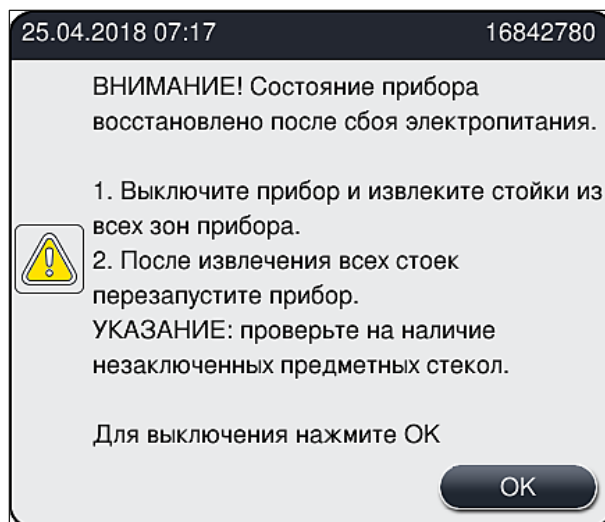 25.04.2018 07:17 16842780
ВНИМАНИЕ! Состояние прибора
восстановлено после сбоя электропитания.
1. Выключите прибор и извлеките стойки из
всех зон прибора.
2. После извлечения всех стоек
перезапустите прибор.
УКАЗАНИЕ: проверьте на наличие
незаключенных предметных стекол.
Для выключения нажмите OK
OK